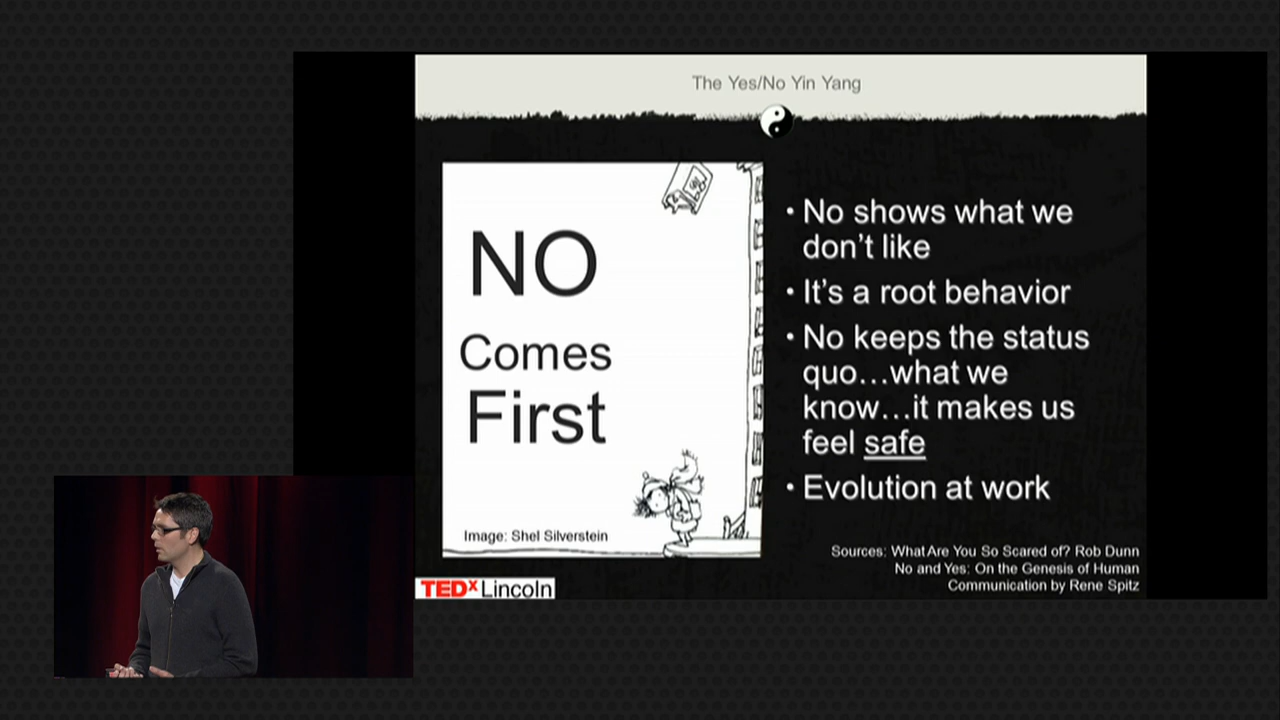 The Yes/No Yin Yang
NO
Comes
First
Image: Shel Silverstein
• No shows what we
don't like
• It's a root behavior
• No keeps the status
quo…what we
know…it makes us
feel safe
• Evolution at work
Sources: What Are You So Scared of? Rob Dunn
No and Yes: On the Genesis of Human
Communication by Rene Spitz
TEDx Lincoln